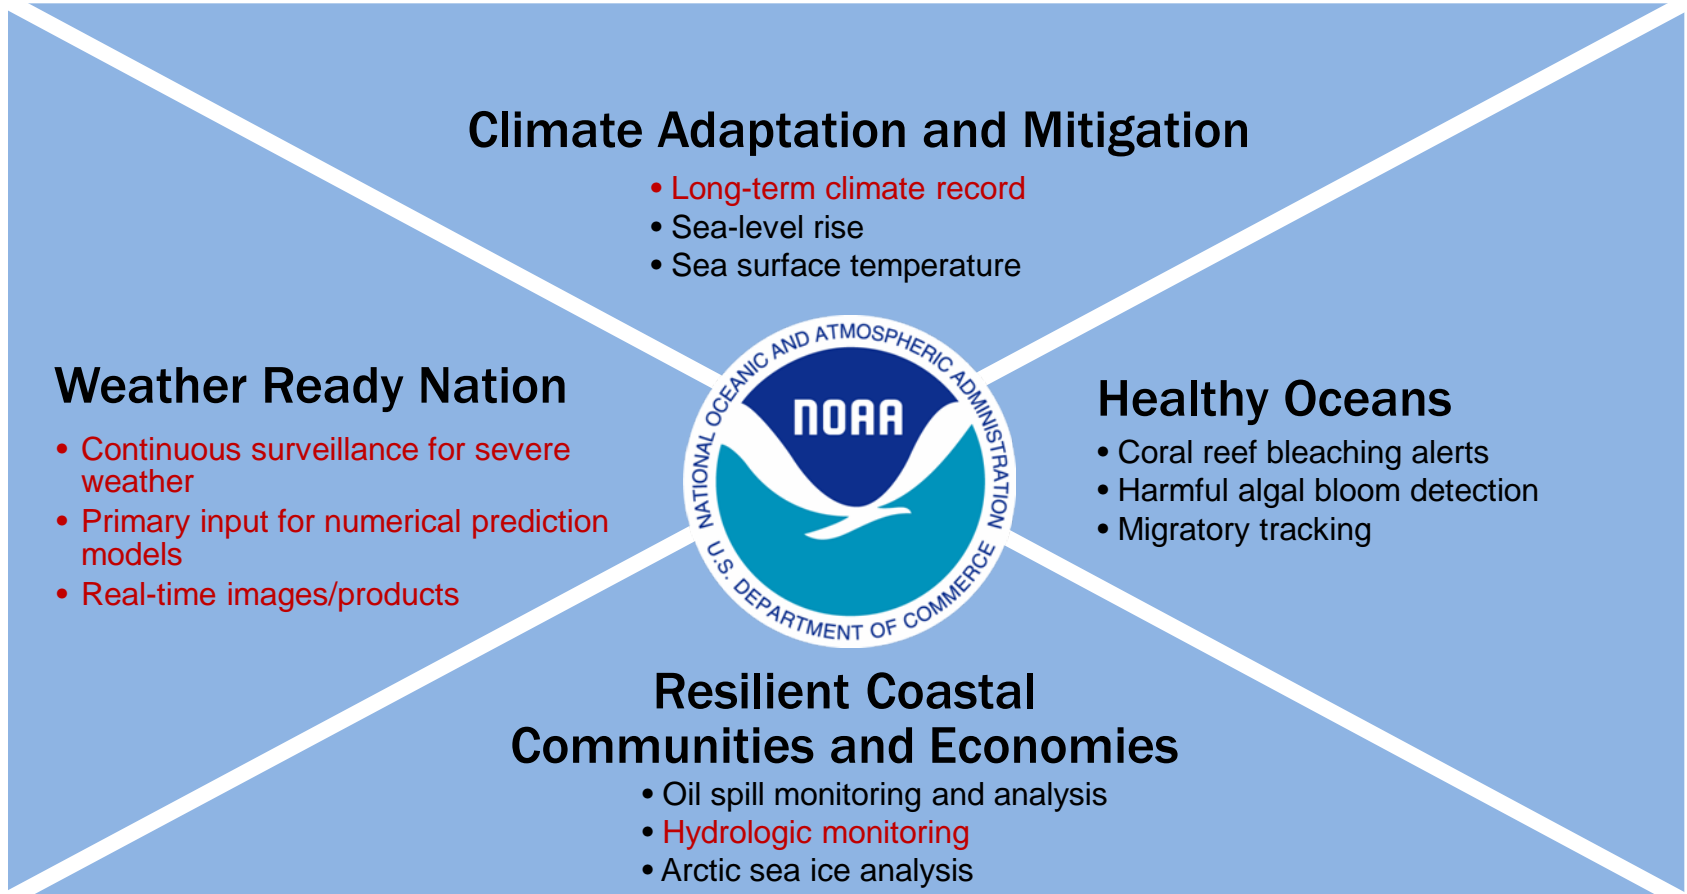 Climate Adaptation and Mitigation
• Long-term climate record
• Sea-level rise
• Sea surface temperature
Weather Ready Nation
• Continuous surveillance for severe
weather
• Primary input for numerical prediction
models
• Real-time images/products
NATIONAL OCEANIC AND ATMOSPHERIC ADMINISTRATION
NOAA
U.S. DEPARTMENT OF COMMERCE
Healthy Oceans
• Coral reef bleaching alerts
• Harmful algal bloom detection
• Migratory tracking
Resilient Coastal
Communities and Economies
• Oil spill monitoring and analysis
• Hydrologic monitoring
• Arctic sea ice analysis